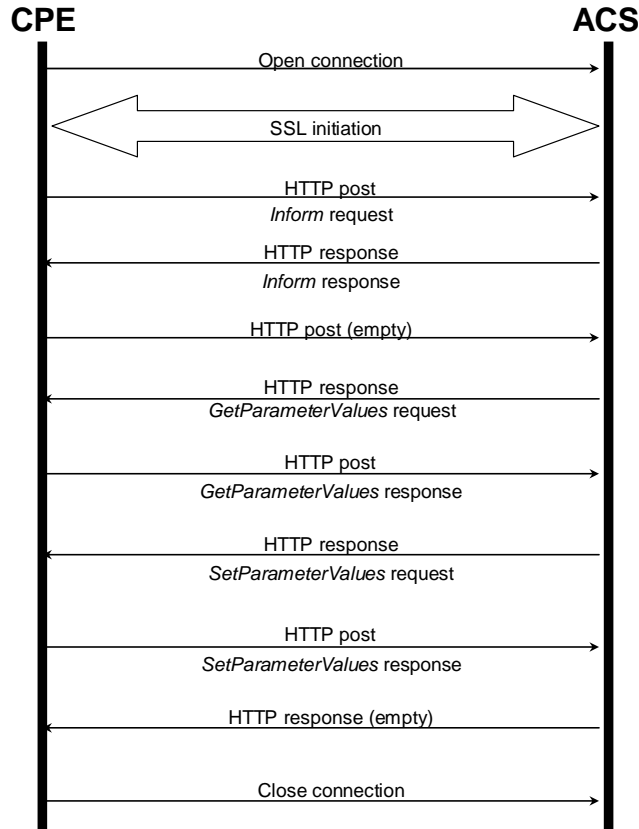 CPE
ACS
Open connection
SSL initiation
HTTP post
Inform request
HTTP response
Inform response
HTTP post (empty)
HTTP response
GetParameterValues request
HTTP post
GetParameterValues response
HTTP response
SetParameterValues request
HTTP post
SetParameterValues response
HTTP response (empty)
Close connection